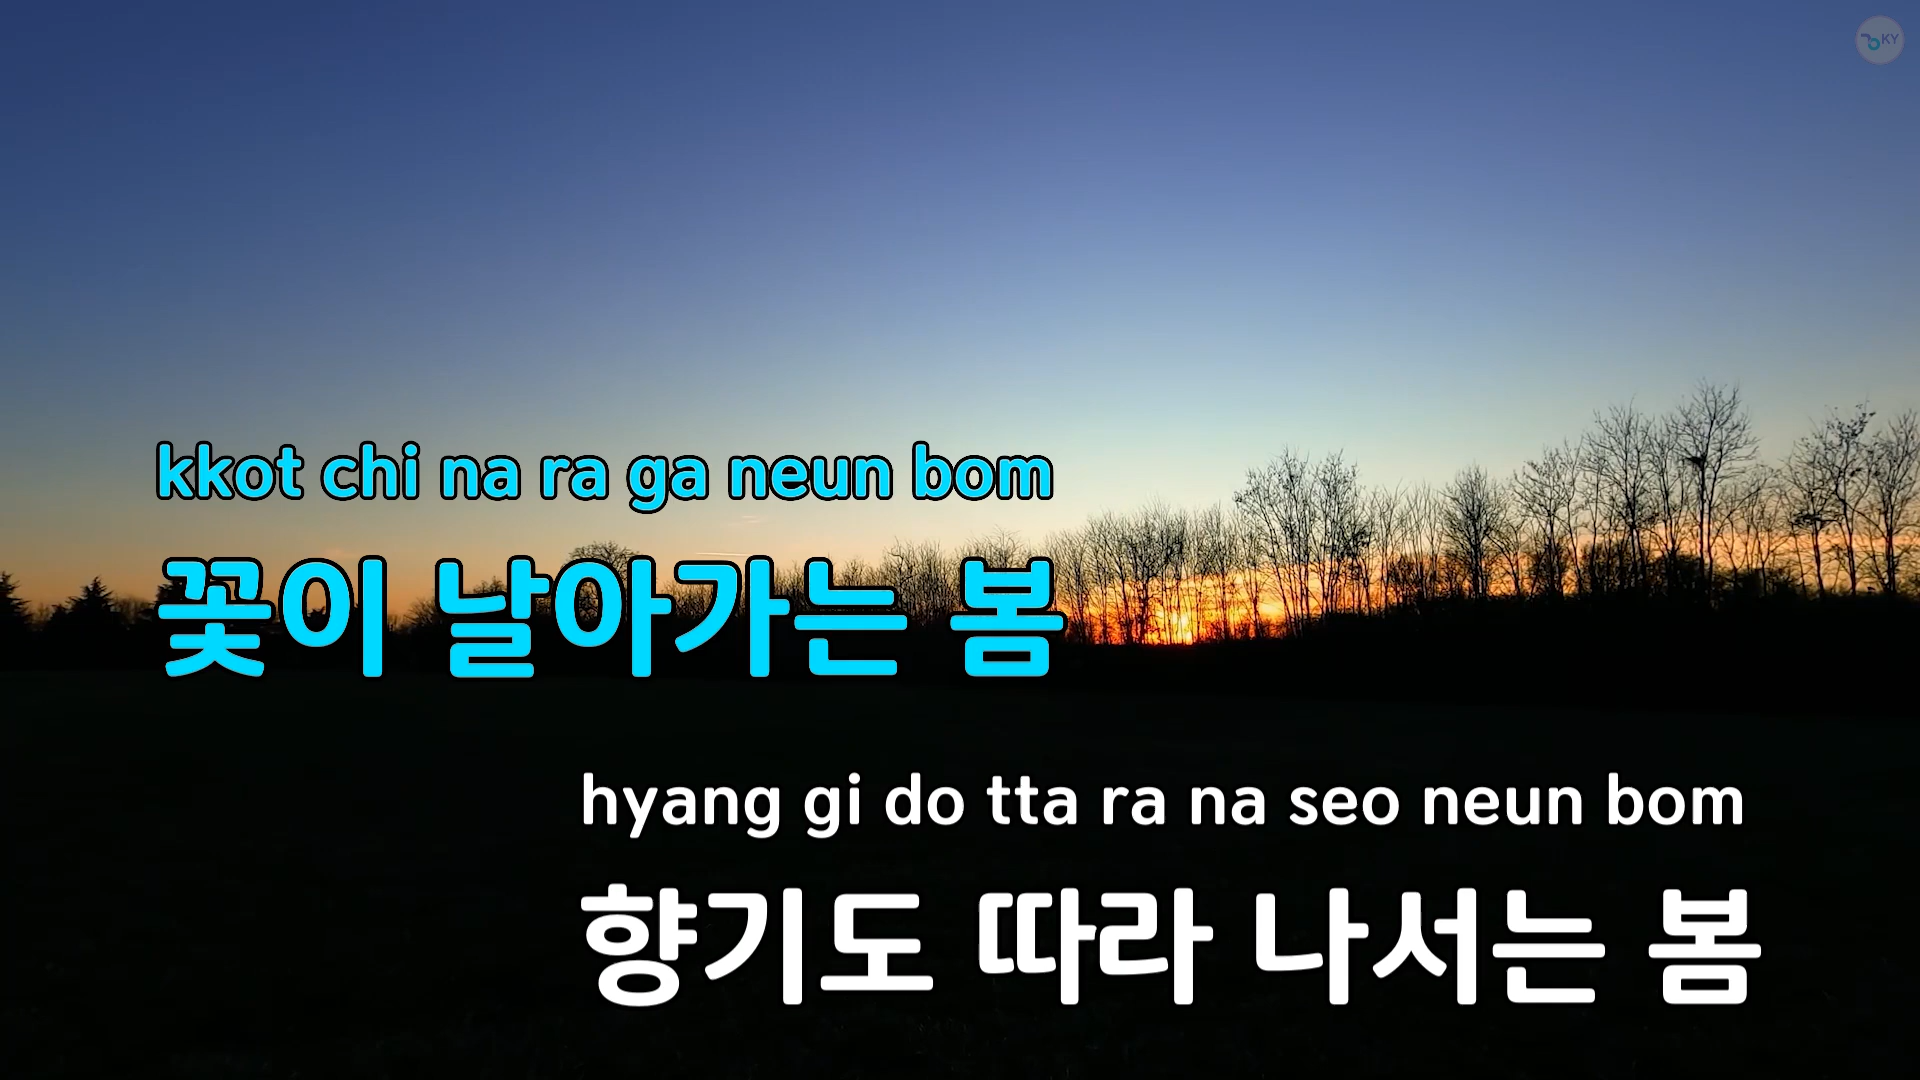 KY
kkot chi na ra ga neun bom
꽃이 날아가는 봄
hyang gi do tta ra na seo neun bom
향기도 따라 나서는 봄